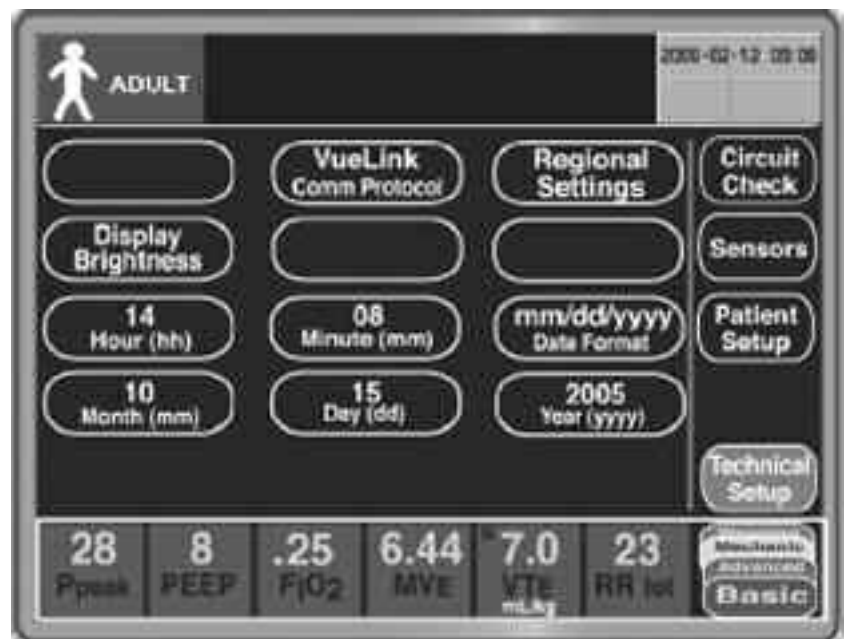 ADULT
VueLink
Comm Protocol
Regional
Settings
Circuit
Check
Display
Brightness
Sensors
14
Hour (hh)
08
Minute (mm)
mm/dd/yyyy
Date Format
Patient
Setup
10
Month (mm)
15
Day (dd)
2005
Year (yyyy)
Technical
Setup
28
Ppeak
8
PEEP
.25
FiO2
6.44
MVE
7.0
VTE
mL/kg
23
RR tot
Advanced
Basic